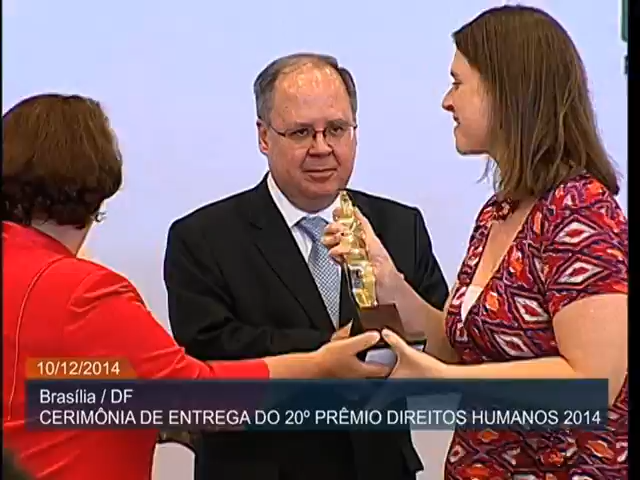 10/12/2014
Brasília / DF
CERIMÔNIA DE ENTREGA DO 20º PRÊMIO DIREITOS HUMANOS 2014